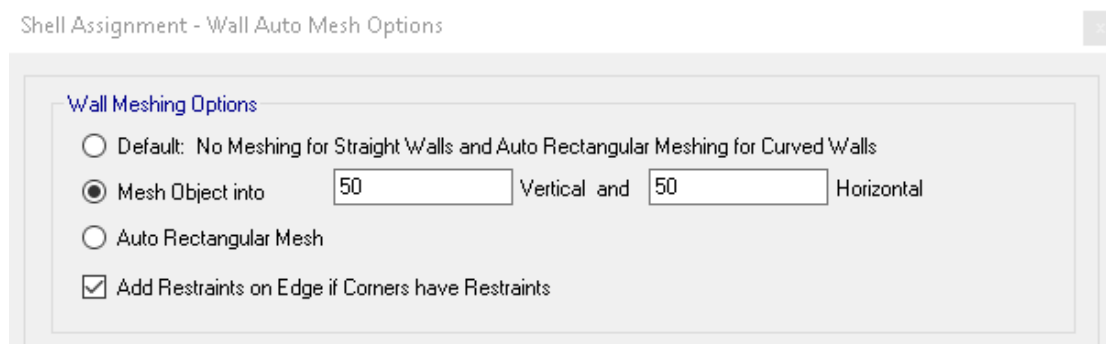 Shell Assignment - Wall Auto Mesh Options
x
Wall Meshing Options
Default: No Meshing for Straight Walls and Auto Rectangular Meshing for Curved Walls
Mesh Object into 50 Vertical and 50 Horizontal
Auto Rectangular Mesh
Add Restraints on Edge if Corners have Restraints